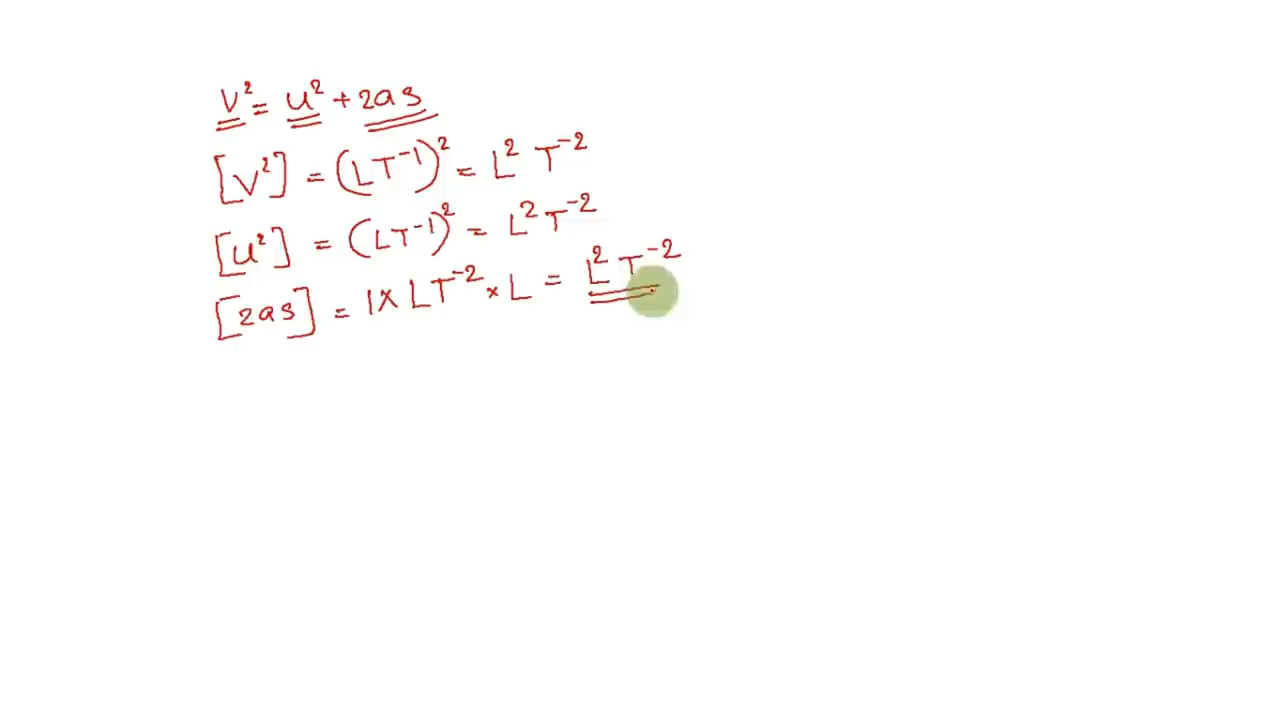 V² = u² + 2as
[V²] = (LT⁻¹)² = L² T⁻²
[u²] = (LT⁻¹)² = L² T⁻²
[2as] = 1 × LT⁻² × L = L² T⁻²